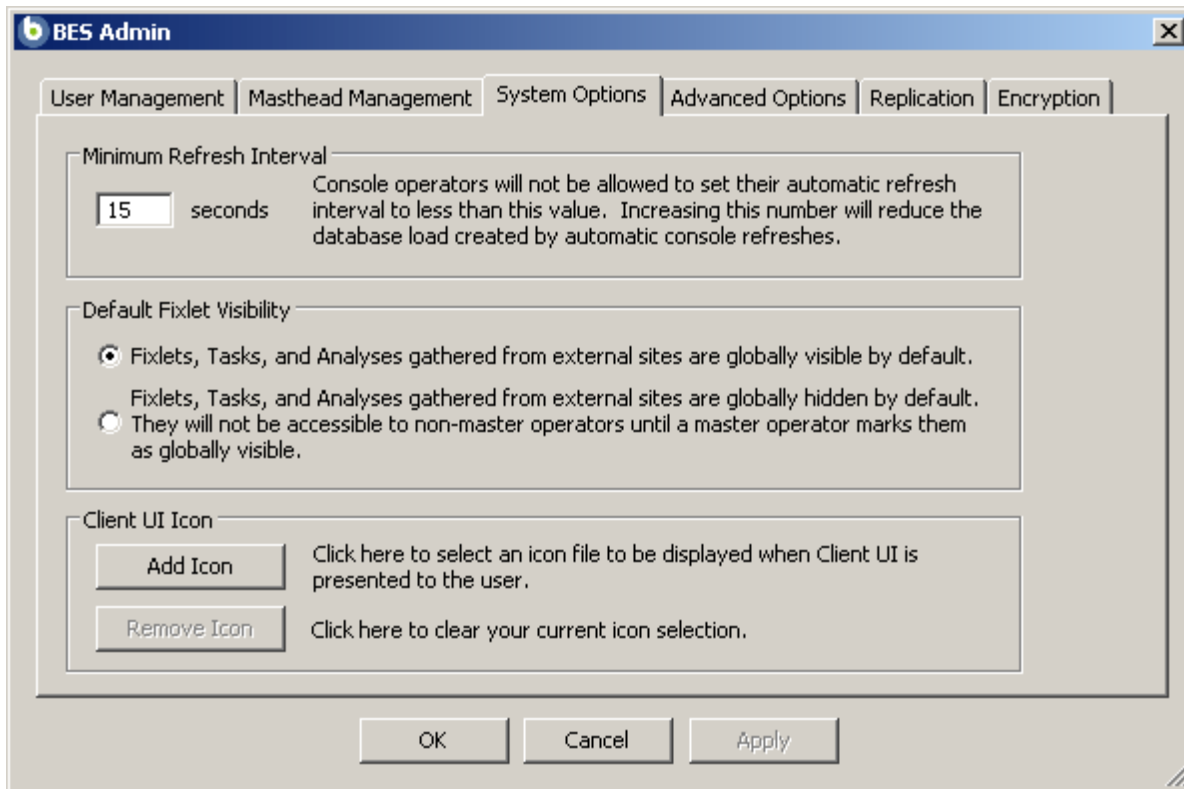 BES Admin
User Management
Masthead Management
System Options
Advanced Options
Replication
Encryption
Minimum Refresh Interval
15
seconds
Console operators will not be allowed to set their automatic refresh
interval to less than this value.  Increasing this number will reduce the
database load created by automatic console refreshes.
Default Fixlet Visibility
Fixlets, Tasks, and Analyses gathered from external sites are globally visible by default.
Fixlets, Tasks, and Analyses gathered from external sites are globally hidden by default.
They will not be accessible to non-master operators until a master operator marks them
as globally visible.
Client UI Icon
Add Icon
Click here to select an icon file to be displayed when Client UI is
presented to the user.
Remove Icon
Click here to clear your current icon selection.
OK
Cancel
Apply